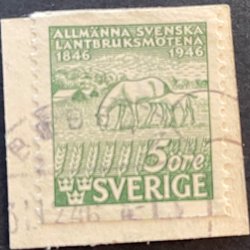 ALLMÄNNA SVENSKA
LANTBRUKSMÖTENA
1846 1946
5 öre
SVERIGE